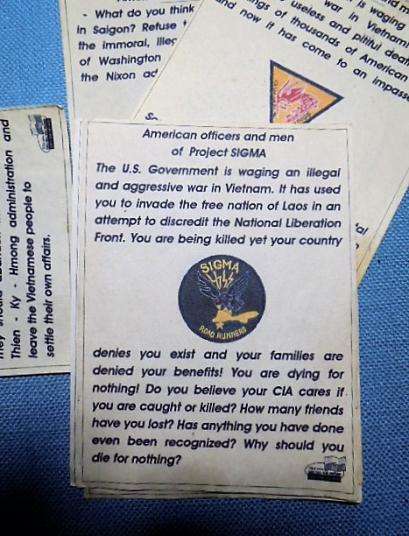 - What do you think
in Saigon? Refuse
the immoral,
of Washington
the Nixon
is waging
war in Vietnam.
useless and pitiful
of thousands of American
now it has come to an impasse
administration and
Thien - Ky - Hmong
leave the Vietnamese people to
settle their own affairs.
American officers and men
of Project SIGMA
The U.S. Government is waging an illegal
and aggressive war in Vietnam. It has used
you to invade the free nation of Laos in an
attempt to discredit the National Liberation
Front. You are being killed yet your country
SIGMA
ROAD RUNNERS
denies you exist and your families are
denied your benefits! You are dying for
nothing! Do you believe your CIA cares if
you are caught or killed? How many friends
have you lost? Has anything you have done
even been recognized? Why should you
die for nothing?